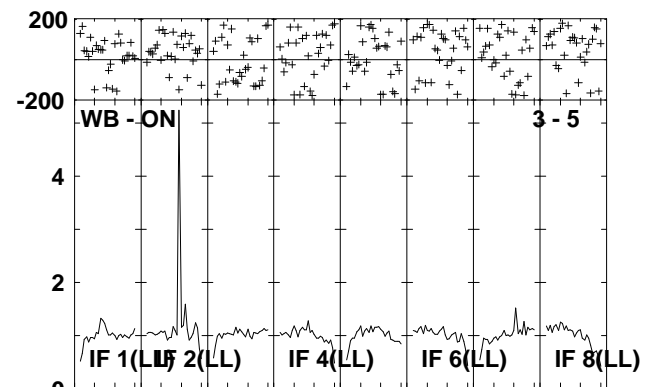 200
-200
WB - ON 3 - 5
4
2
IF 1(LL) IF 2(LL) IF 4(LL) IF 6(LL) IF 8(LL)
0